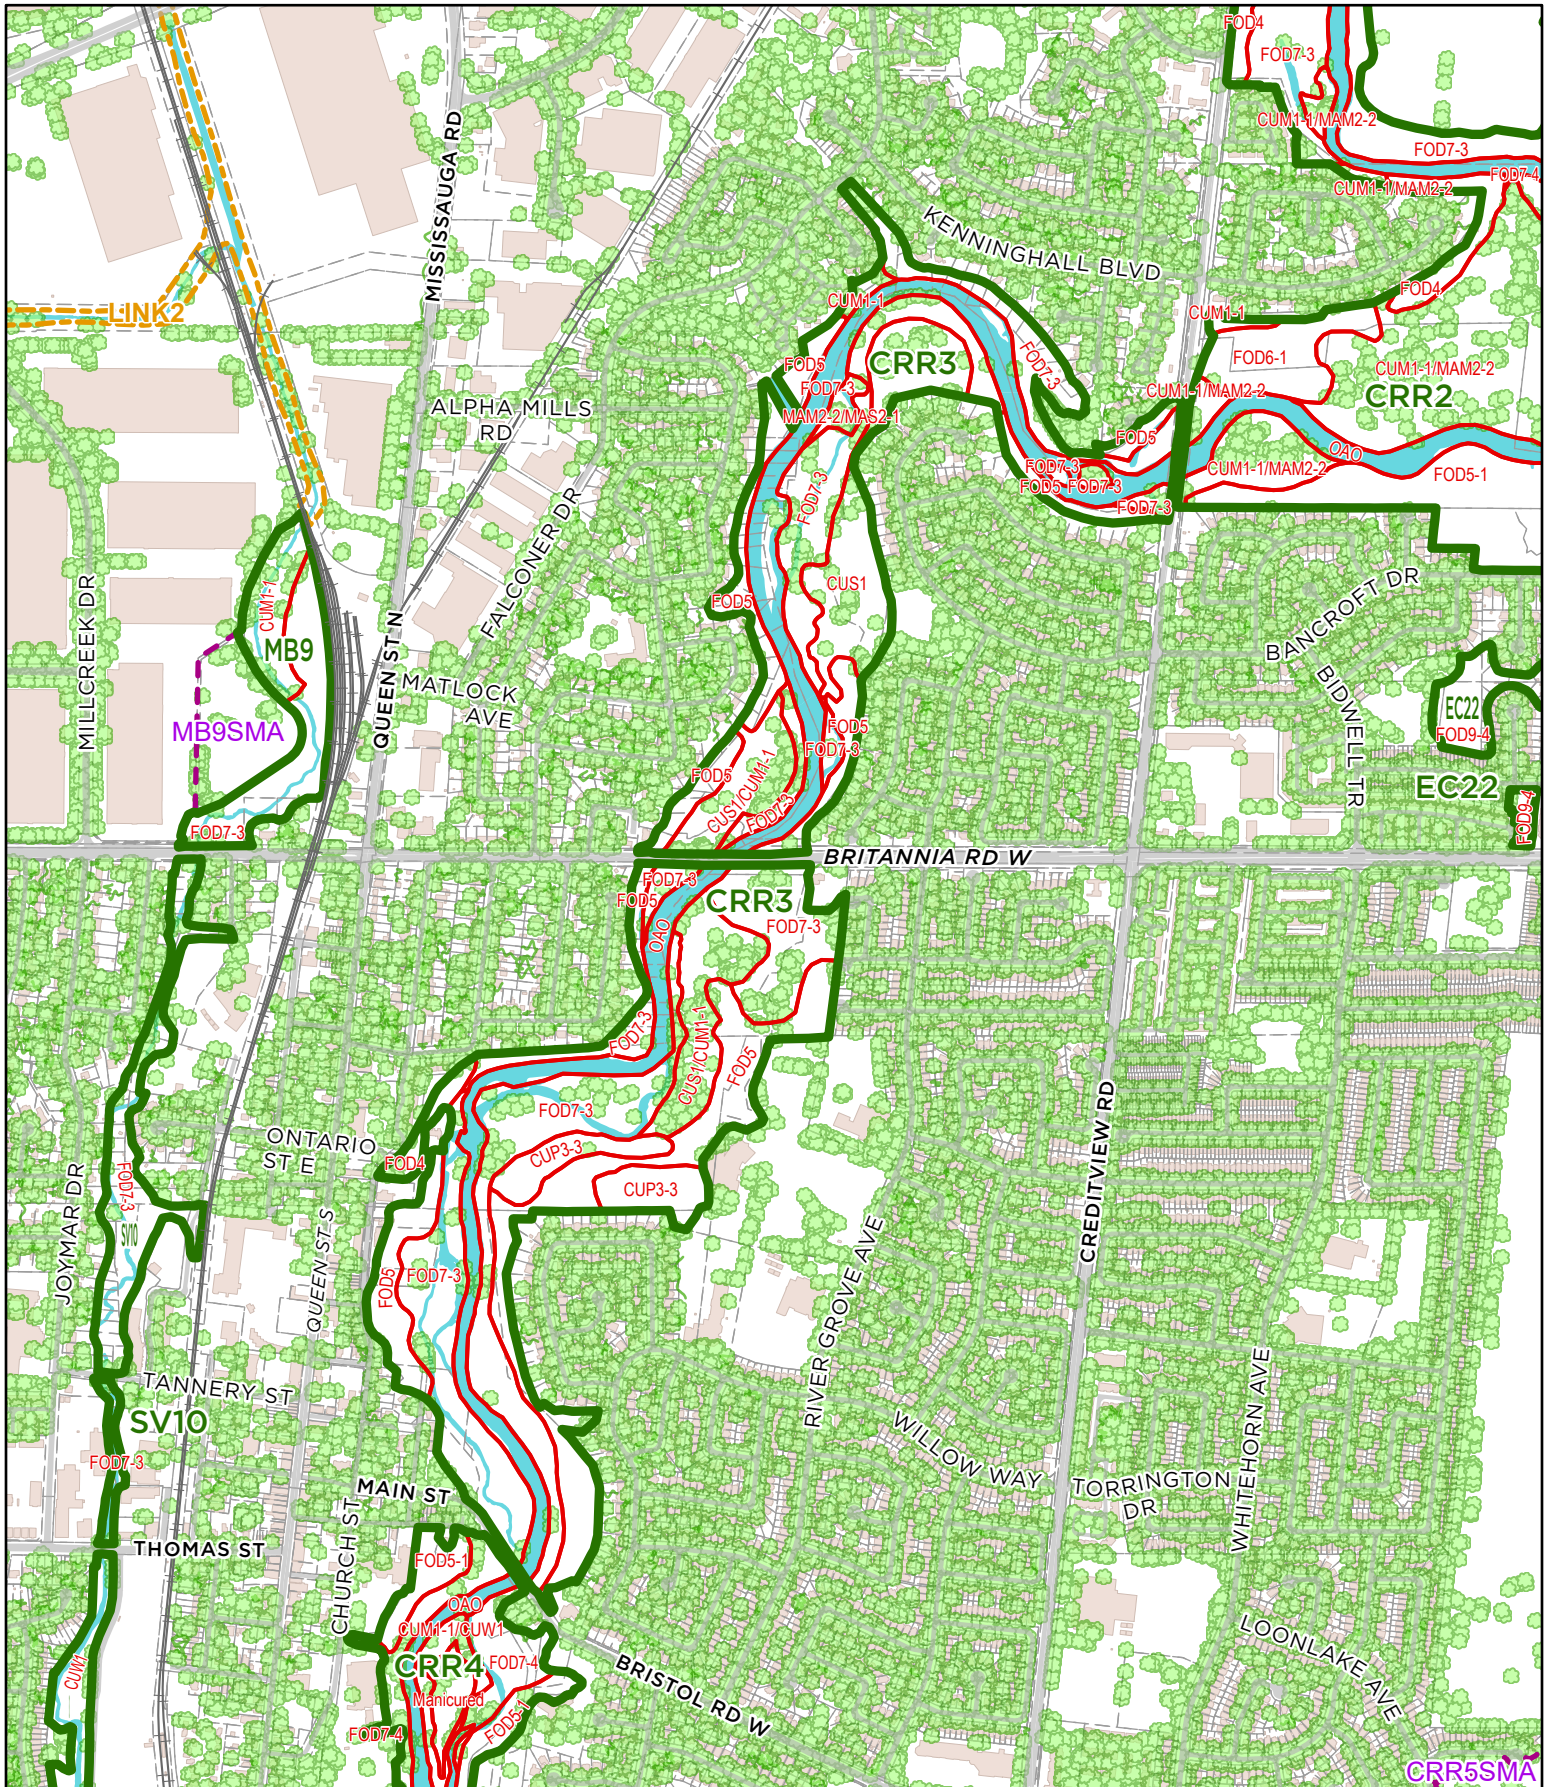 FOD4
FOD7-3
CUM1-1/MAM2-2
FOD7-3
FOD7-4
CUM1-1/MAM2-2
MISSISSAUGA RD
KENNINGHALL BLVD
LINK2
CUM1-1
FOD4
CUM1-1
FOD5
CRR3
FOD7-3
FOD6-1
CUM1-1/MAM2-2
CRR2
FOD7-3
CUM1-1/MAM2-2
ALPHA MILLS
RD
MAM2-2/MAS2-1
FOD5
OAO
FOD7-3
CUM1-1/MAM2-2
FOD5-1
FOD5
FOD7-3
FOD7-3
FOD7-3
FALCONER DR
CUM1-1
FOD5
CUS1
BANCROFT DR
MILLCREEK DR
MB9
QUEEN ST N
MATLOCK
AVE
BIDWELL TR
EC22
FOD9-4
MB9SMA
FOD5
FOD7-3
FOD5
CUS1/CUM1-1
FOD7-3
EC22
FOD9-4
FOD7-3
BRITANNIA RD W
FOD7-3
FOD5
CRR3
FOD7-3
OAO
FOD7-3
CUS1/CUM1-1
FOD5
FOD7-3
ONTARIO
ST E
FOD4
CUP3-3
CUP3-3
CREDITVIEW RD
JOYMAR DR
FOD7-3
SV10
QUEEN ST S
FOD5
FOD7-3
RIVER GROVE AVE
TANNERY ST
SV10
WHITEHORN AVE
WILLOW WAY
FOD7-3
MAIN ST
TORRINGTON
DR
THOMAS ST
CHURCH ST
FOD5-1
OAO
CUM1-1/CUW1
CUW1
CRR4
FOD7-4
Manicured
FOD5-1
FOD7-4
BRISTOL RD W
LOONLAKE AVE
CRR5SMA